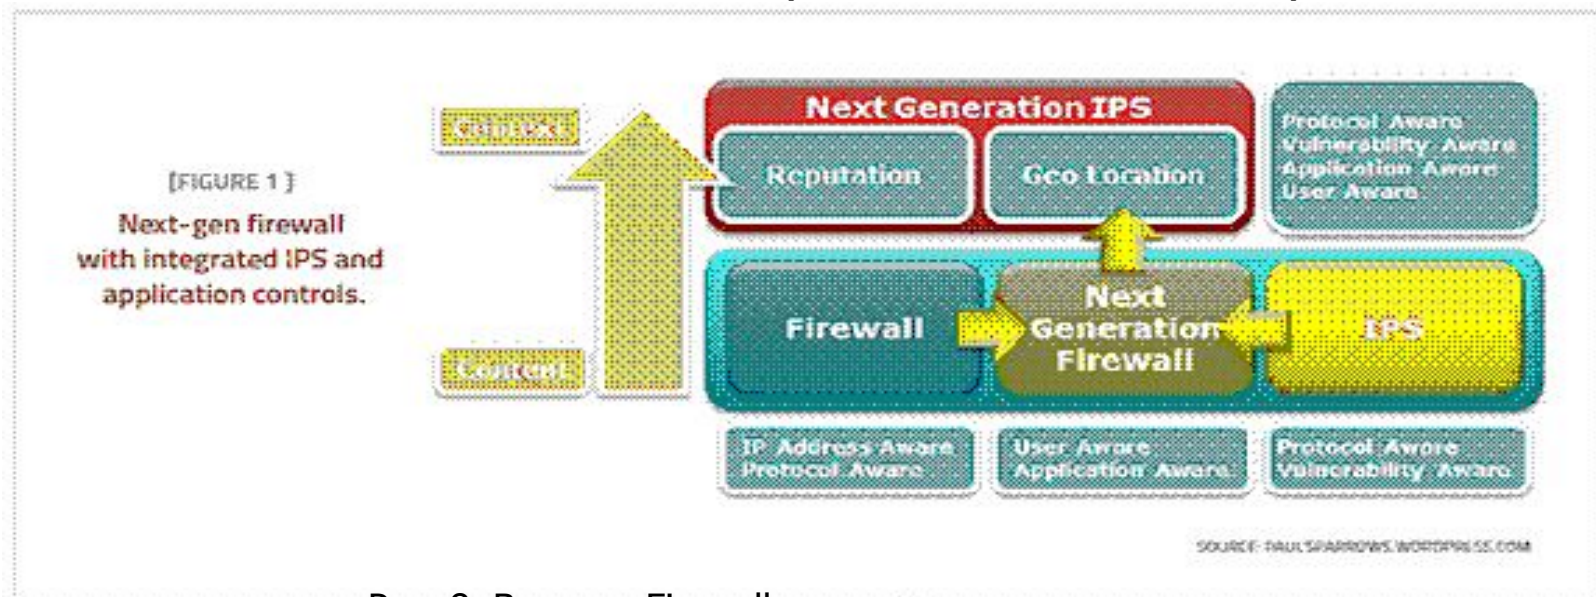 [FIGURE 1]
Next-gen firewall
with integrated IPS and
application controls.
Context
Content
Next Generation IPS
Reputation
Geo Location
Protocol Aware
Vulnerability Aware
Application Aware
User Aware
Firewall
Next
Generation
Firewall
IPS
IP Address Aware
Protocol Aware
User Aware
Application Aware
Protocol Aware
Vulnerability Aware
SOURCE: PAULSPARROWS.WORDPRESS.COM